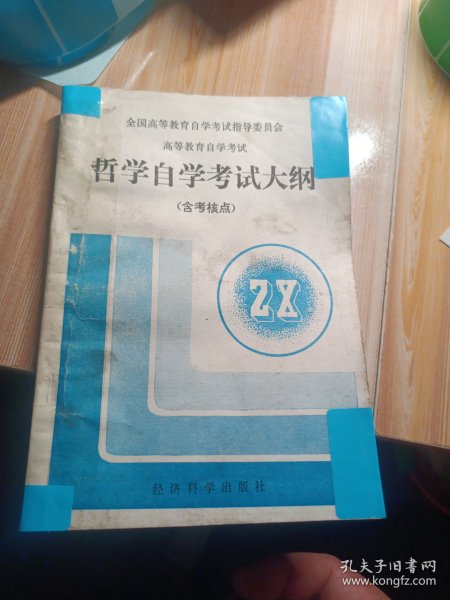 全国高等教育自学考试指导委员会
高等教育自学考试
哲学自学考试大纲
(含考核点)
ZX
经济科学出版社
孔夫子旧书网
www.kongfz.com